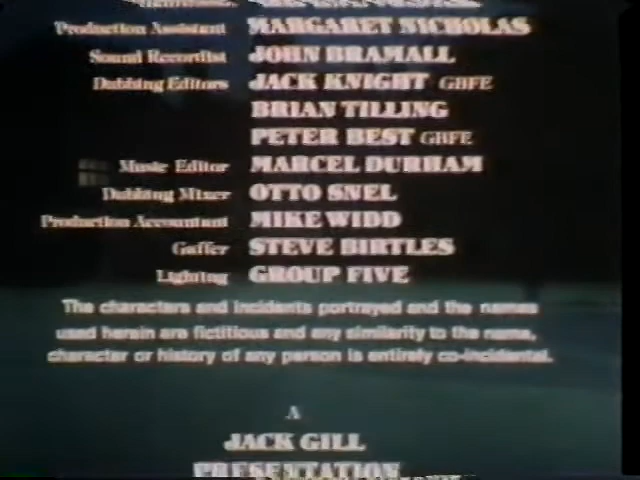 Production Assistant MARGARET NICHOLAS
Sound Recordist JOHN BRAMALL
Dubbing Editors JACK KNIGHT GBFE
BRIAN TILLING
PETER BEST GBFE
Music Editor MARCEL DURHAM
Dubbing Mixer OTTO SNEL
Production Accountant MIKE WIDD
Gaffer STEVE BIRTLES
Lighting GROUP FIVE
The characters and incidents portrayed and the names
used herein are fictitious and any similarity to the name,
character or history of any person is entirely co-incidental.
A
JACK GILL
PRESENTATION